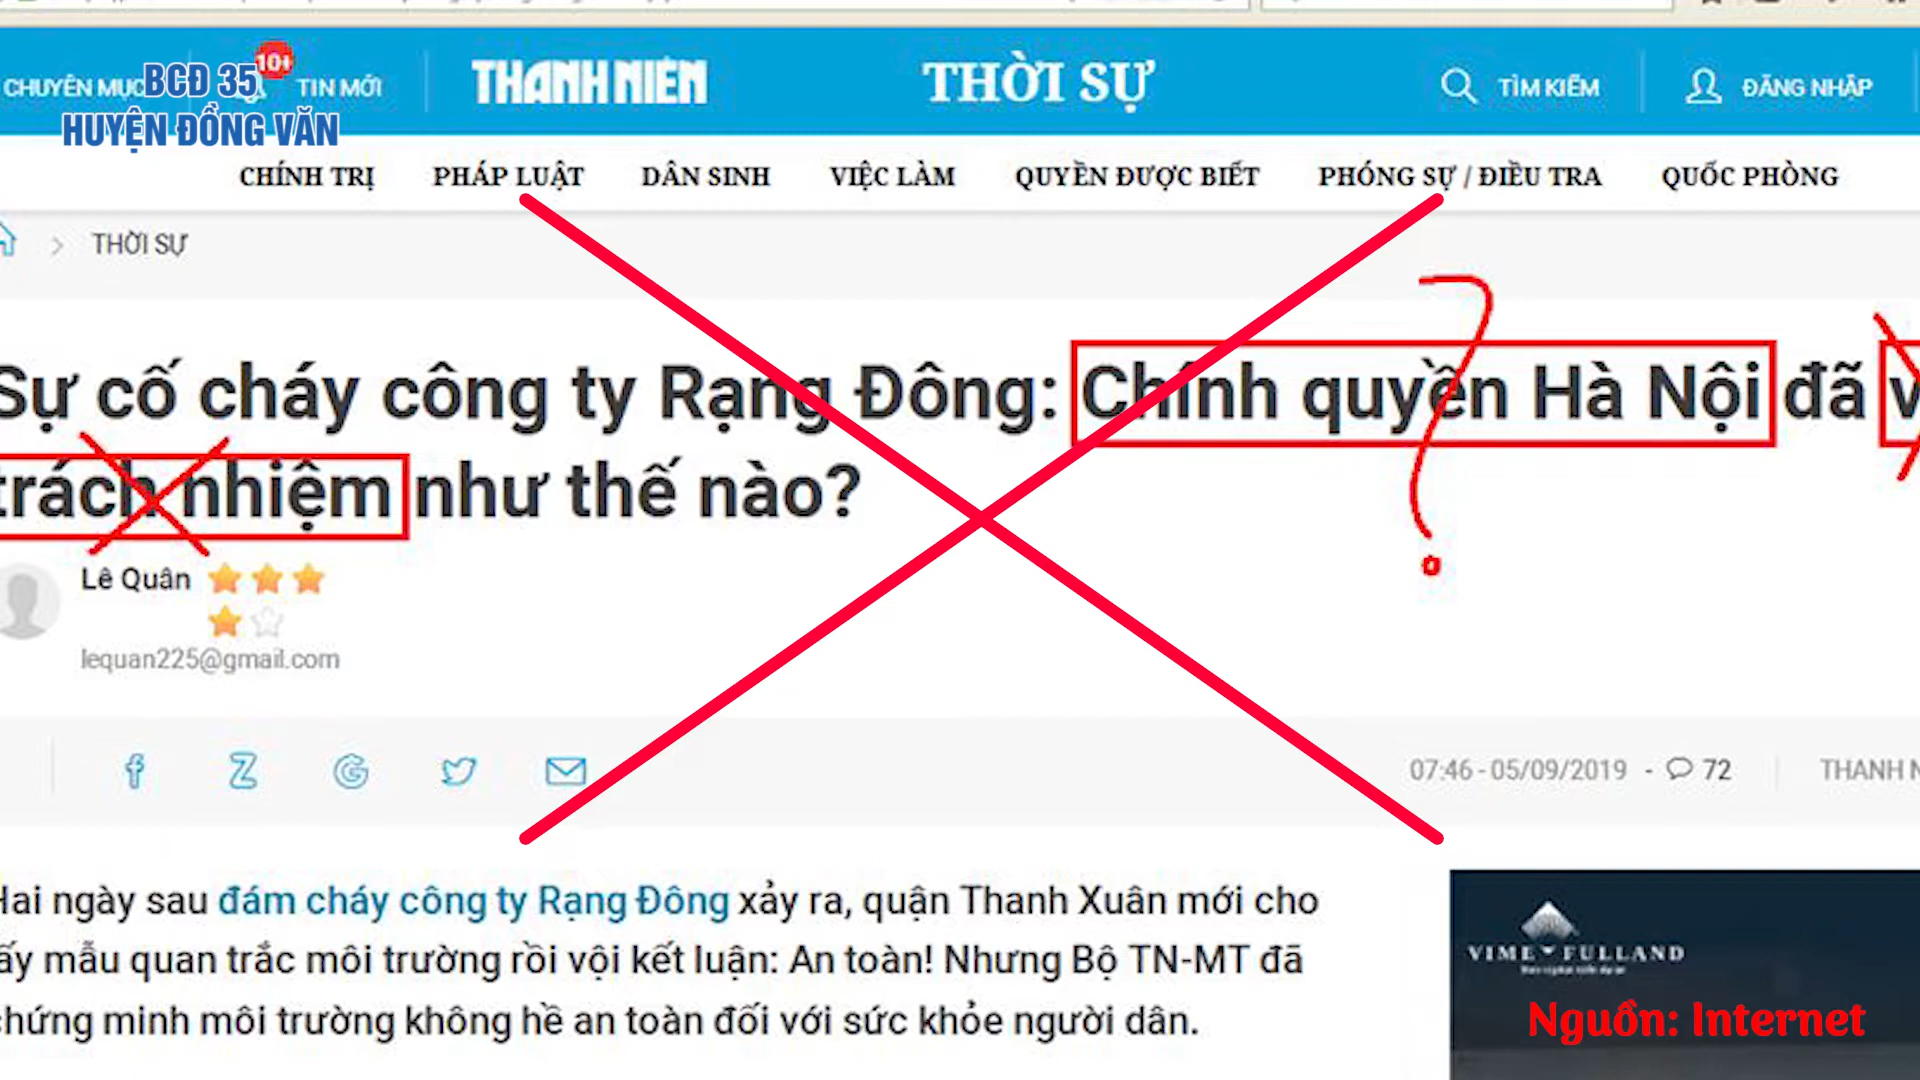 BCĐ 35
HUYỆN ĐỒNG VĂN
CHUYÊN MỤC
10+
TIN MỚI
THANH NIÊN
THỜI SỰ
TÌM KIẾM
ĐĂNG NHẬP
CHÍNH TRỊ
PHÁP LUẬT
DÂN SINH
VIỆC LÀM
QUYỀN ĐƯỢC BIẾT
PHÓNG SỰ / ĐIỀU TRA
QUỐC PHÒNG
THỜI SỰ
Sự cố cháy công ty Rạng Đông: Chính quyền Hà Nội đã v
trách nhiệm như thế nào?
Lê Quân
lequan225@gmail.com
07:46 - 05/09/2019 - 72
THANH N
Hai ngày sau đám cháy công ty Rạng Đông xảy ra, quận Thanh Xuân mới cho
ấy mẫu quan trắc môi trường rồi vội kết luận: An toàn! Nhưng Bộ TN-MT đã
chứng minh môi trường không hề an toàn đối với sức khỏe người dân.
VIMEFULLAND
Nguồn: Internet